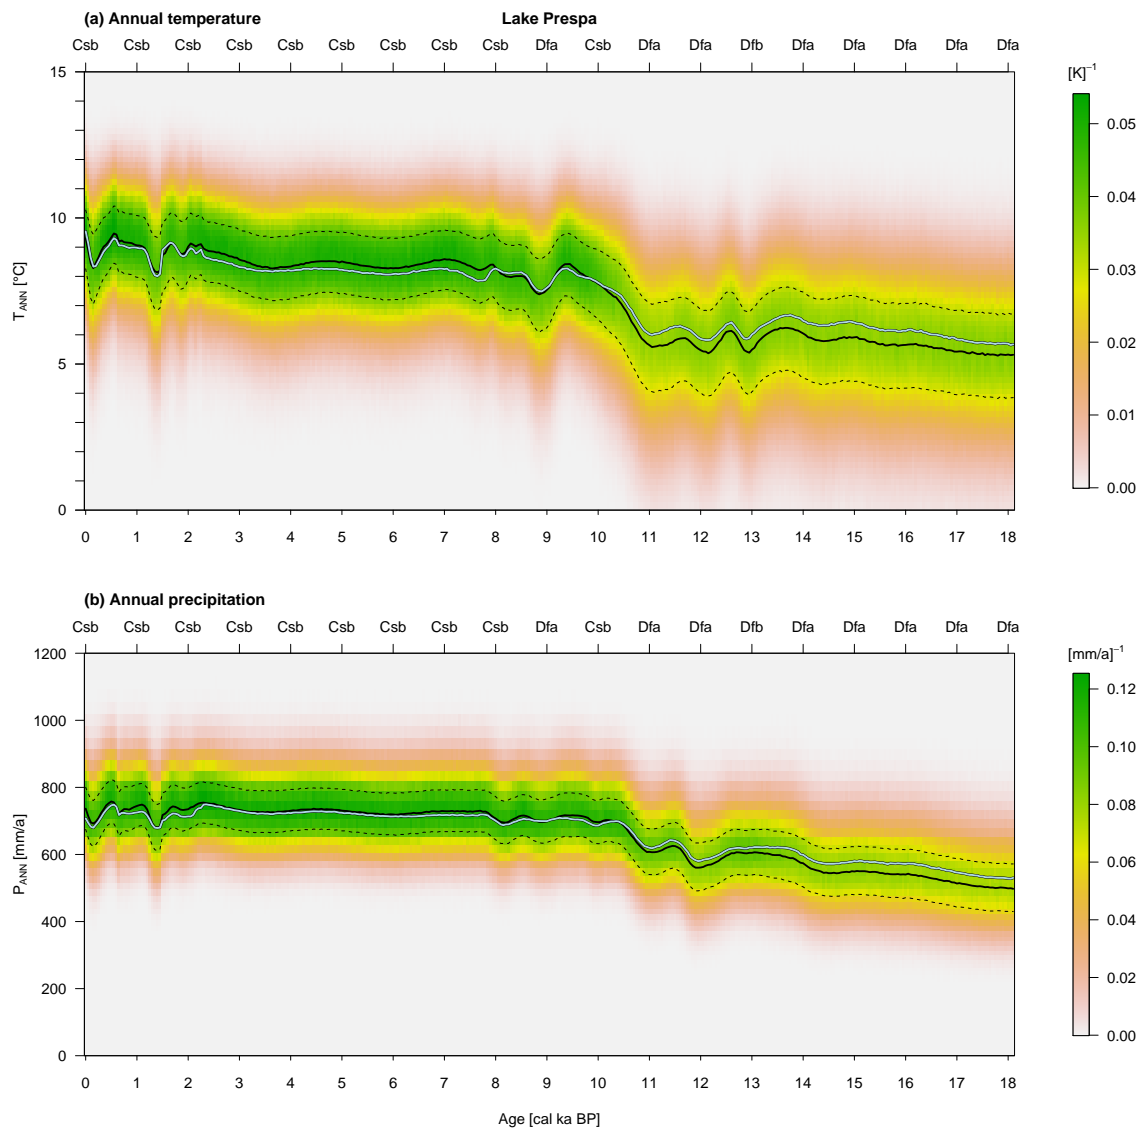 (a) Annual temperature Lake Prespa
Csb Csb Csb Csb Csb Csb Csb Csb Csb Dfa Csb Dfa Dfa Dfb Dfa Dfa Dfa Dfa Dfa
[K]⁻¹
15
10
5
0
T_ANN [°C]
0.05
0.04
0.03
0.02
0.01
0.00
0 1 2 3 4 5 6 7 8 9 10 11 12 13 14 15 16 17 18
(b) Annual precipitation
Csb Csb Csb Csb Csb Csb Csb Csb Csb Dfa Csb Dfa Dfa Dfb Dfa Dfa Dfa Dfa Dfa
[mm/a]⁻¹
1200
1000
800
600
400
200
0
P_ANN [mm/a]
0.12
0.10
0.08
0.06
0.04
0.02
0.00
0 1 2 3 4 5 6 7 8 9 10 11 12 13 14 15 16 17 18
Age [cal ka BP]